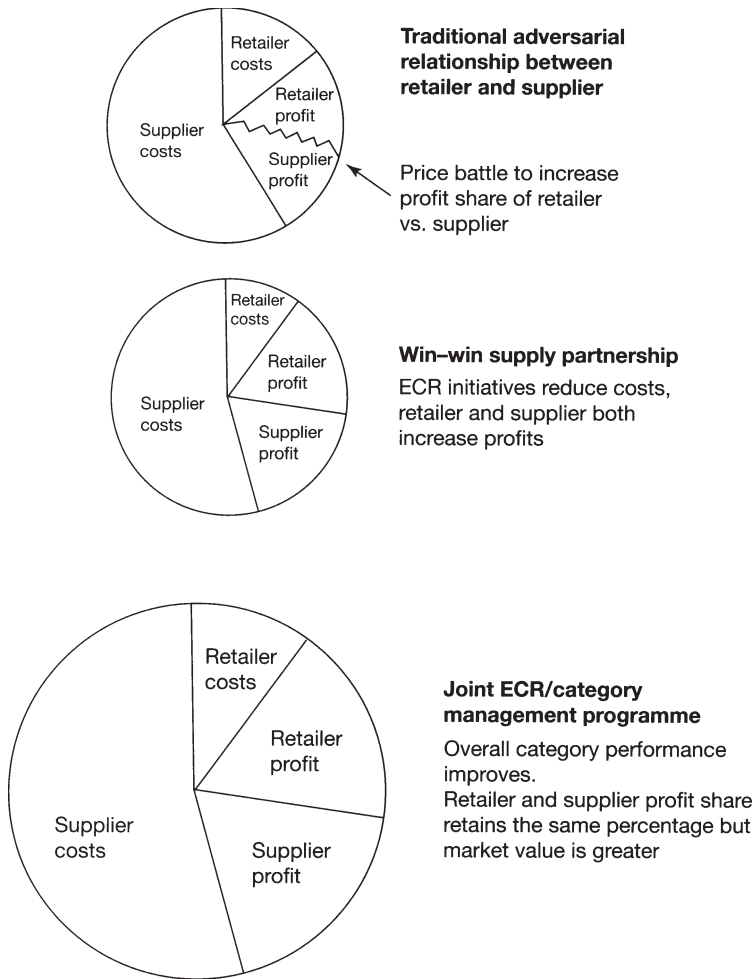 Retailer
costs
Retailer
profit
Supplier
costs
Supplier
profit
Traditional adversarial
relationship between
retailer and supplier
Price battle to increase
profit share of retailer
vs. supplier
Retailer
costs
Retailer
profit
Supplier
costs
Supplier
profit
Win–win supply partnership
ECR initiatives reduce costs,
retailer and supplier both
increase profits
Retailer
costs
Retailer
profit
Supplier
costs
Supplier
profit
Joint ECR/category
management programme
Overall category performance
improves.
Retailer and supplier profit share
retains the same percentage but
market value is greater